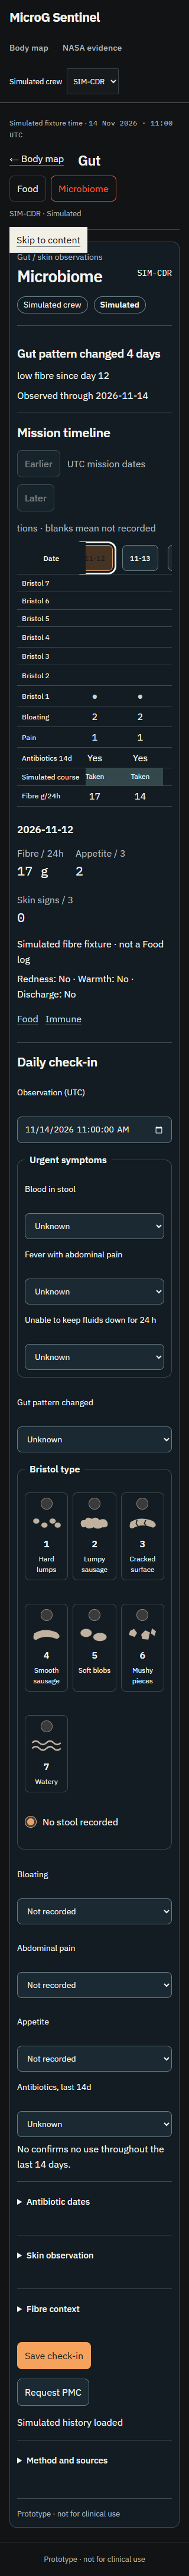 MicroG Sentinel
Body map NASA evidence
Simulated crew SIM-CDR
Simulated fixture time · 14 Nov 2026 · 11:00
UTC
← Body map Gut
Food Microbiome
SIM-CDR · Simulated
Skip to content
Gut / skin observations
Microbiome SIM-CDR
Simulated crew Simulated
Gut pattern changed 4 days
low fibre since day 12
Observed through 2026-11-14
Mission timeline
Earlier UTC mission dates
Later
tions · blanks mean not recorded
Date 11-13
Bristol 7
Bristol 6
Bristol 5
Bristol 4
Bristol 3
Bristol 2
Bristol 1
Bloating 2 2
Pain 1 1
Antibiotics 14d Yes Yes
Simulated course Taken Taken
Fibre g/24h 17 14
2026-11-12
Fibre / 24h Appetite / 3
17 g 2
Skin signs / 3
0
Simulated fibre fixture · not a Food
log
Redness: No · Warmth: No ·
Discharge: No
Food Immune
Daily check-in
Observation (UTC)
11/14/2026 11:00:00 AM
Urgent symptoms
Blood in stool
Unknown
Fever with abdominal pain
Unknown
Unable to keep fluids down for 24 h
Unknown
Gut pattern changed
Unknown
Bristol type
1 2 3
Hard Lumpy Cracked
lumps sausage surface
4 5 6
Smooth Soft blobs Mushy
sausage pieces
7
Watery
No stool recorded
Bloating
Not recorded
Abdominal pain
Not recorded
Appetite
Not recorded
Antibiotics, last 14d
Unknown
No confirms no use throughout the
last 14 days.
Antibiotic dates
Skin observation
Fibre context
Save check-in
Request PMC
Simulated history loaded
Method and sources
Prototype · not for clinical use
Prototype · not for clinical use